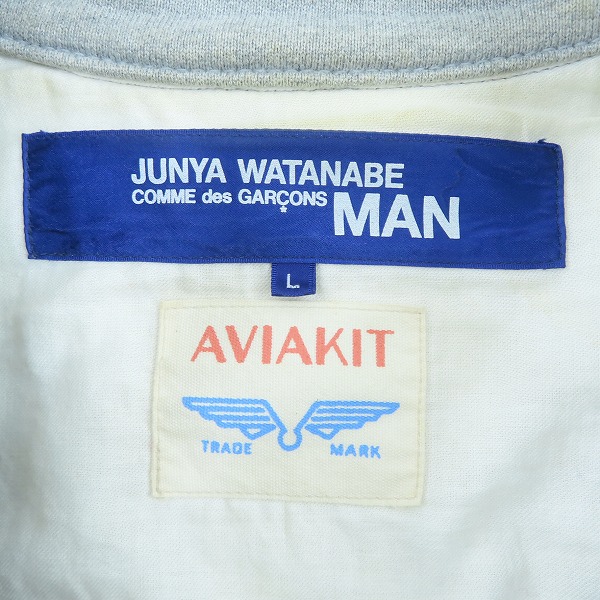 JUNYA WATANABE
COMME des GARÇONS MAN
L
AVIAKIT
TRADE MARK